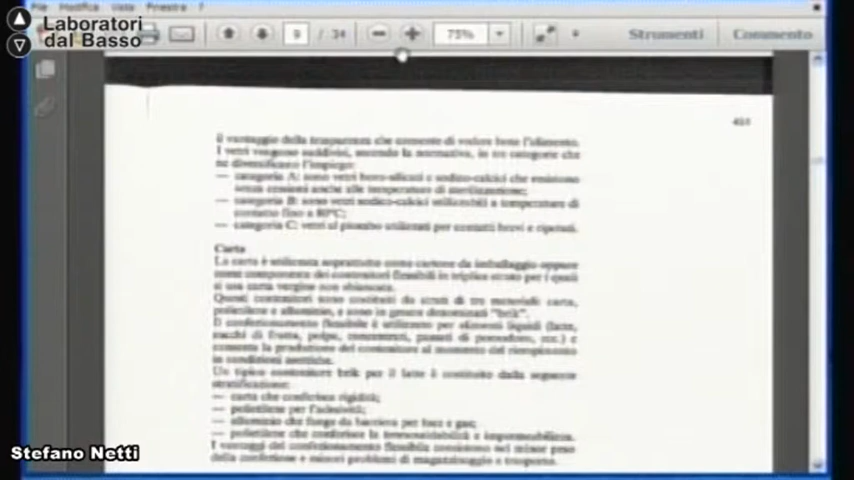 File Modifica Vista Finestra ?
Laboratori
dal Basso
9 / 34
75%
Strumenti
Commento
il vantaggio della trasparenza che consente di vedere bene l'alimento.
I vetri vengono suddivisi, secondo la normativa, in tre categorie che
ne diversificano l'impiego:
— categoria A: sono vetri boro-silicati e sodico-calcici che resistono
senza cessioni anche alle temperature di sterilizzazione;
— categoria B: sono vetri sodico-calcici utilizzabili a temperature di
contatto fino a 80°C;
— categoria C: vetri al piombo utilizzati per contatti brevi e ripetuti.
Carta
La carta è utilizzata soprattutto come cartone da imballaggio oppure
come componente dei contenitori flessibili in triplice strato per i quali
si usa carta vergine non sbiancata.
Questi contenitori sono costituiti da strati di tre materiali: carta,
polietilene e alluminio, e sono in genere denominati "brik".
Il confezionamento flessibile è utilizzato per alimenti liquidi (latte,
succhi di frutta, polpe, concentrati, passati di pomodoro, ecc.) e
consente la produzione del contenitore al momento del riempimento
in condizioni asettiche.
Un tipico contenitore brik per il latte è costituito dalla seguente
stratificazione:
— carta che conferisce rigidità;
— polietilene per l'adesività;
— alluminio che funge da barriera per luce e gas;
— polietilene che conferisce la termosaldabilità e impermeabilizza.
I vantaggi del confezionamento flessibile consistono nel minor peso
della confezione e minori problemi di magazzinaggio e trasporto.
Stefano Netti